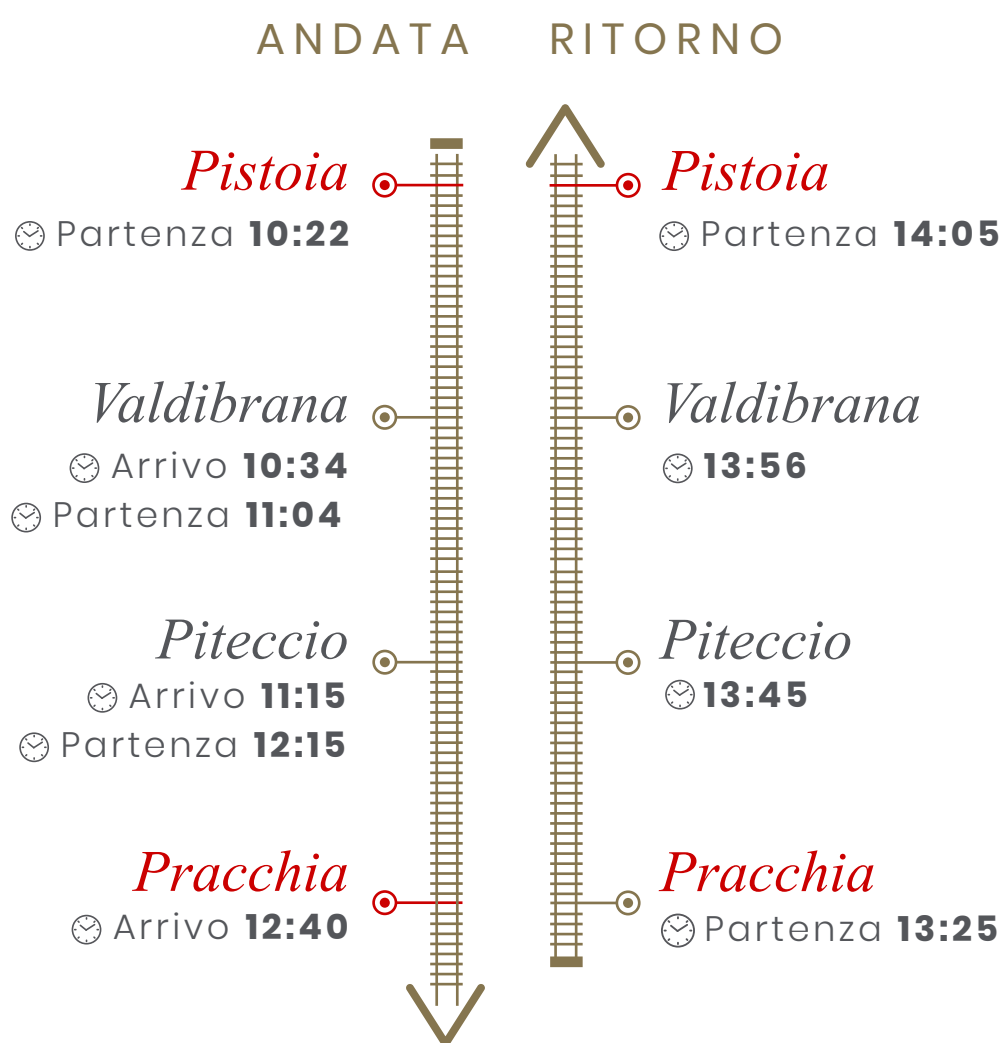 ANDATA
Pistoia
Partenza 10:22
Valdibrana
Arrivo 10:34
Partenza 11:04
Piteccio
Arrivo 11:15
Partenza 12:15
Pracchia
Arrivo 12:40
RITORNO
Pistoia
Partenza 14:05
Valdibrana
13:56
Piteccio
13:45
Pracchia
Partenza 13:25